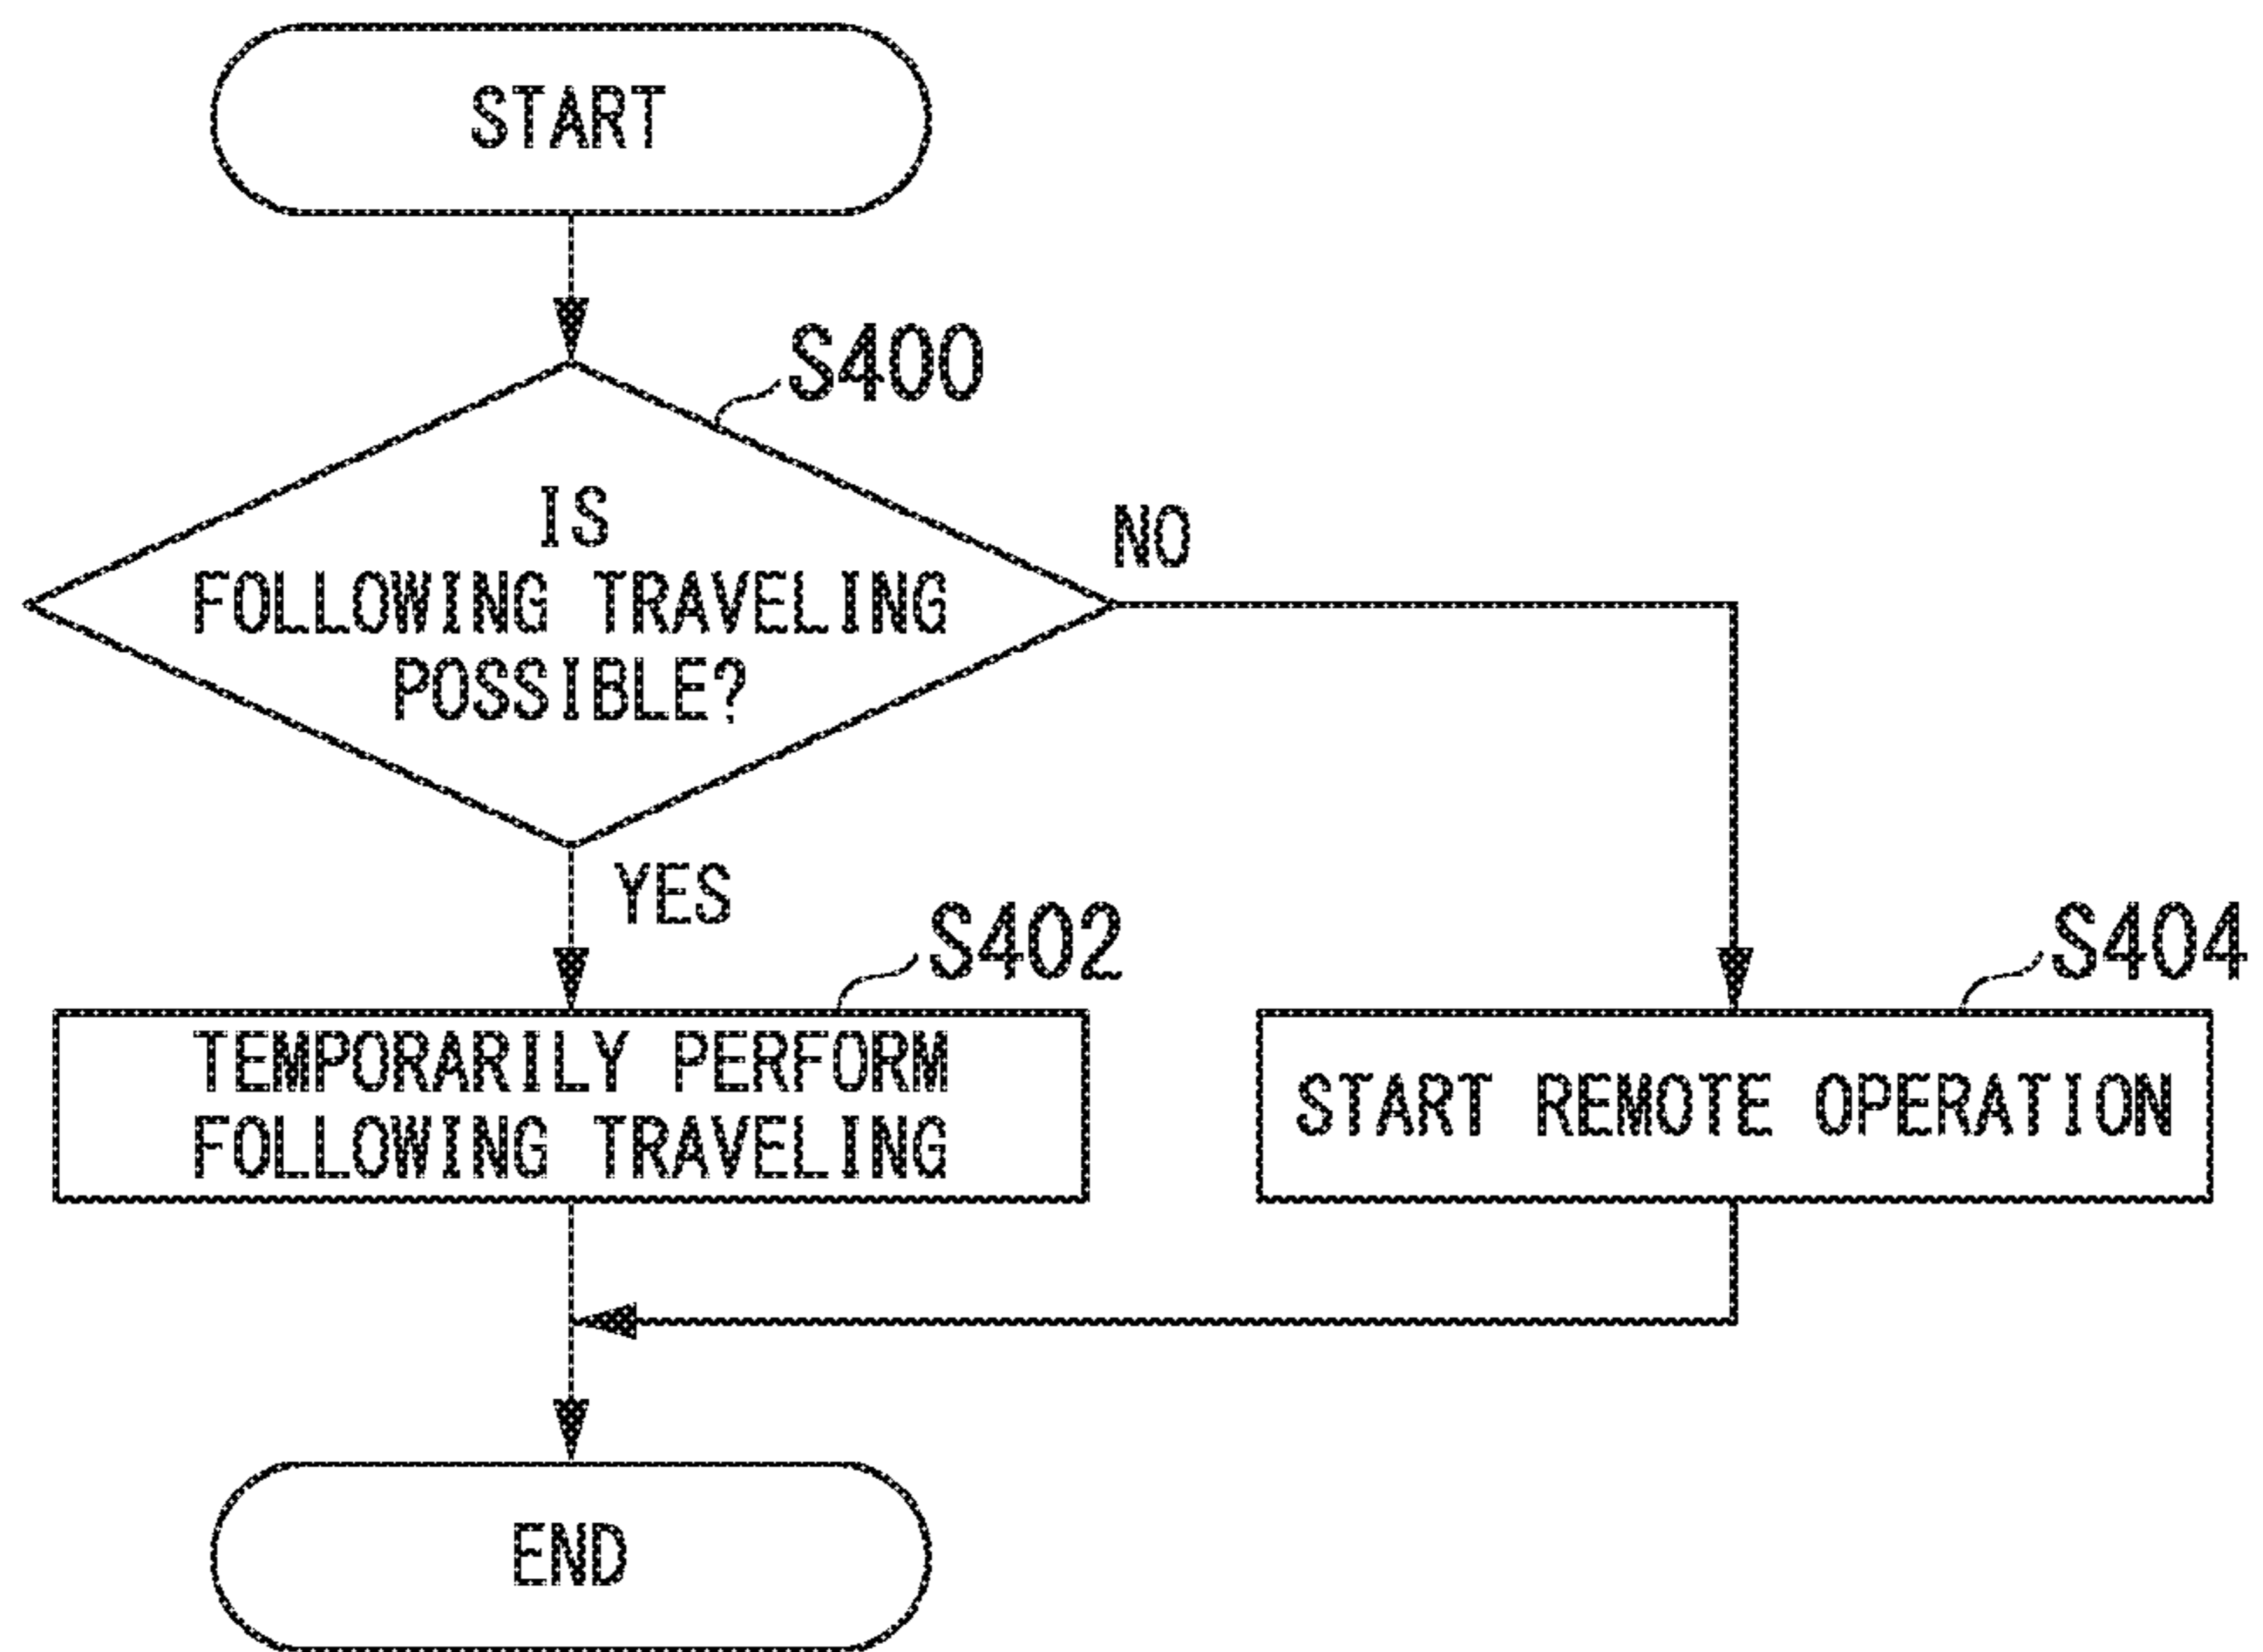 START
S400
IS
FOLLOWING TRAVELING
POSSIBLE?
NO
YES
S402
TEMPORARILY PERFORM
FOLLOWING TRAVELING
S404
START REMOTE OPERATION
END